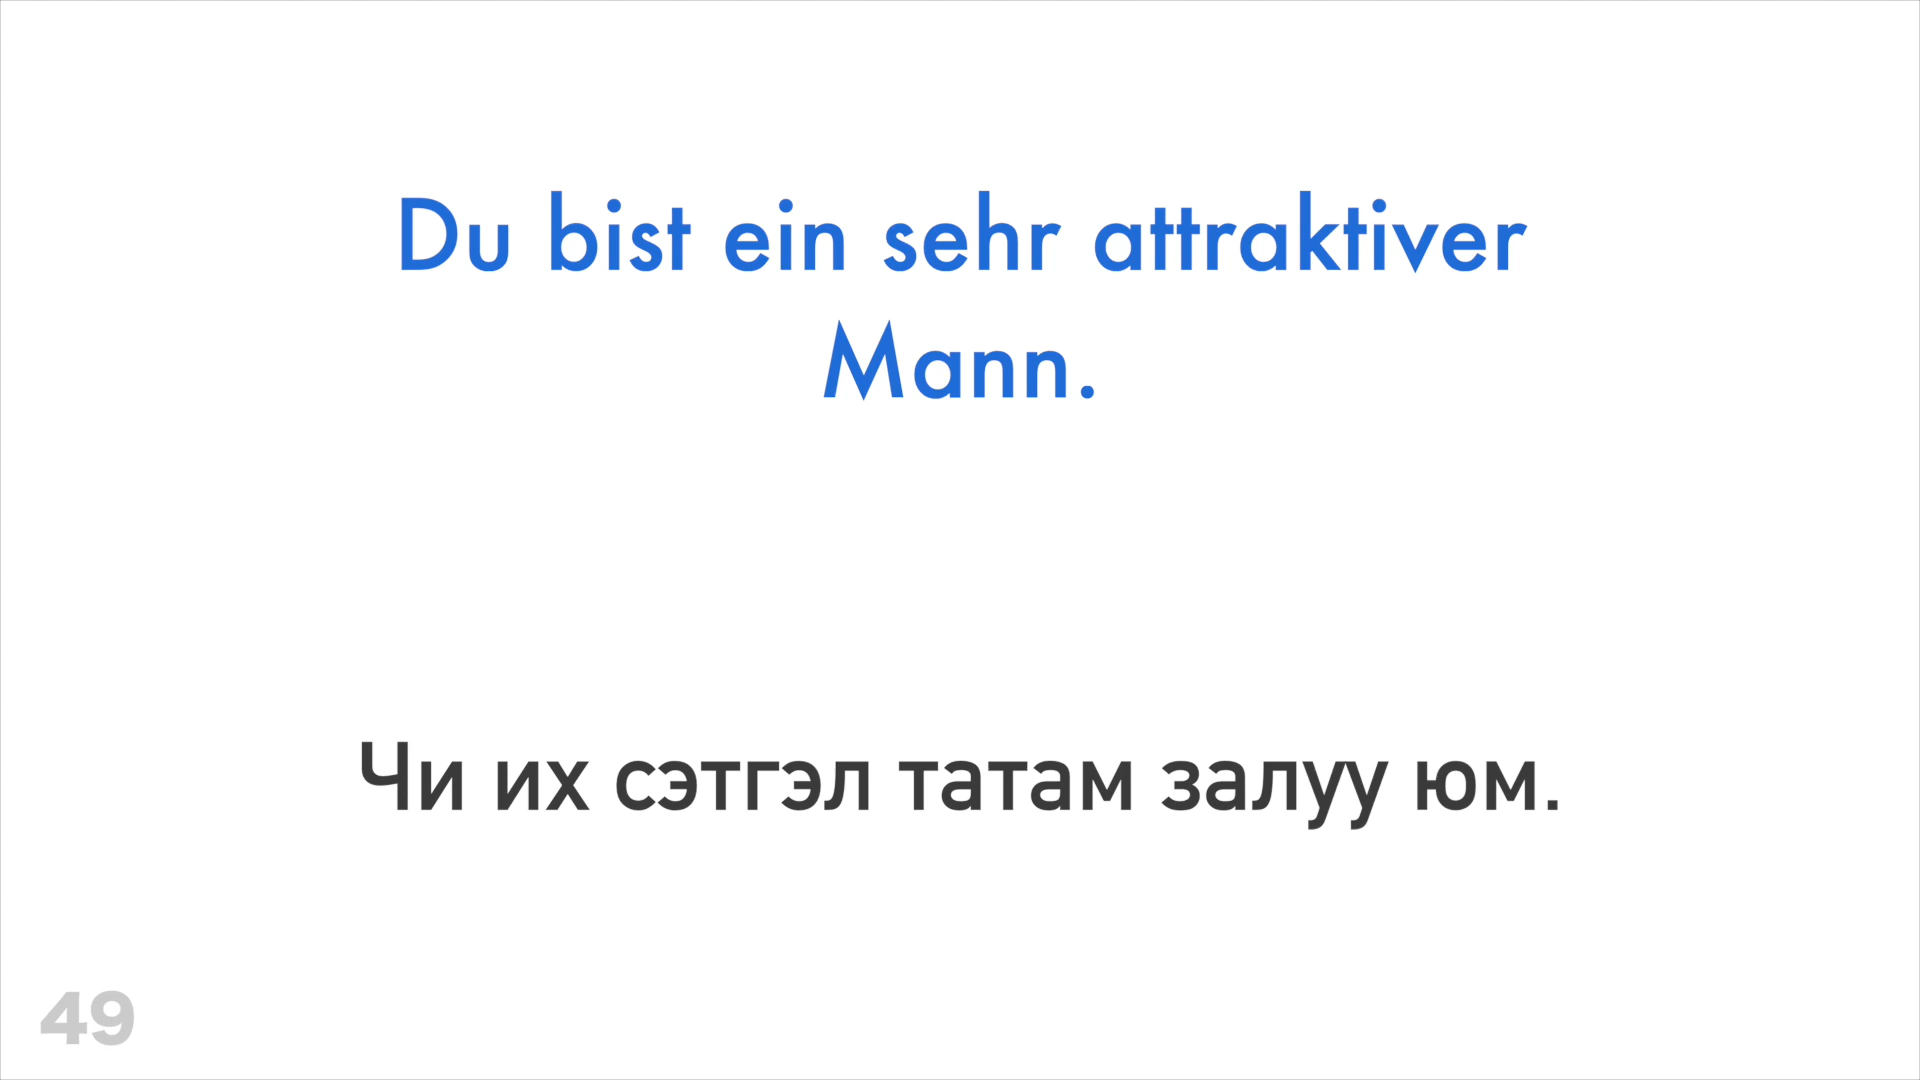 Du bist ein sehr attraktiver
Mann.
Чи их сэтгэл татам залуу юм.
49